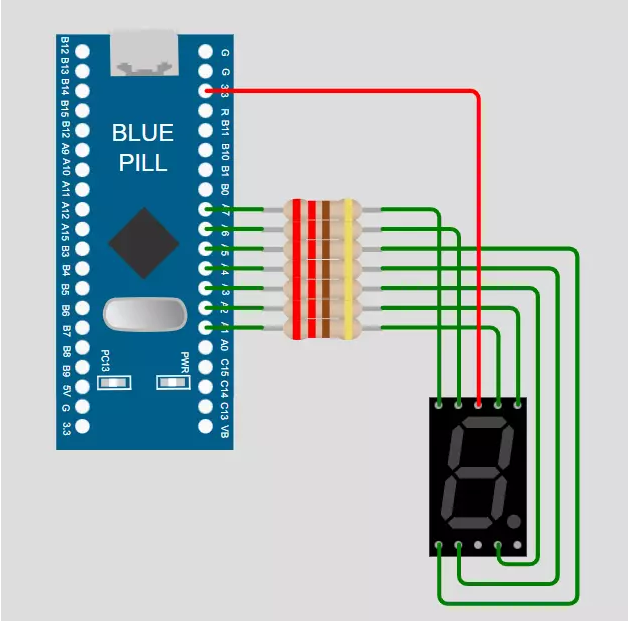 B12
B13
B14
B15
B12
A9
A10
A11
A12
A15
B3
B4
B5
B6
B7
B8
B9
5V
G
3.3
BLUE
PILL
PC13
PWR
G
G
3.3
R
B11
B10
B1
B0
A7
A6
A5
A4
A3
A2
A1
A0
C15
C14
C13
VB